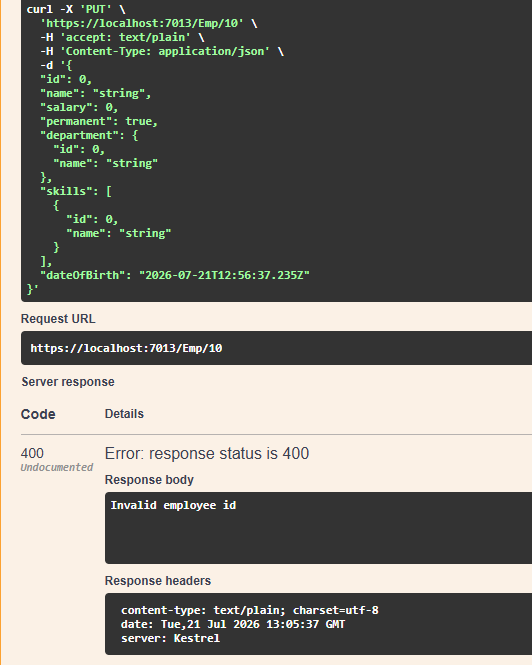 curl -X 'PUT' \
  'https://localhost:7013/Emp/10' \
  -H 'accept: text/plain' \
  -H 'Content-Type: application/json' \
  -d '{
  "id": 0,
  "name": "string",
  "salary": 0,
  "permanent": true,
  "department": {
    "id": 0,
    "name": "string"
  },
  "skills": [
    {
      "id": 0,
      "name": "string"
    }
  ],
  "dateOfBirth": "2026-07-21T12:56:37.235Z"
}'
Request URL
https://localhost:7013/Emp/10
Server response
Code Details
400 Error: response status is 400
Undocumented
Response body
Invalid employee id
Response headers
content-type: text/plain; charset=utf-8
date: Tue,21 Jul 2026 13:05:37 GMT
server: Kestrel